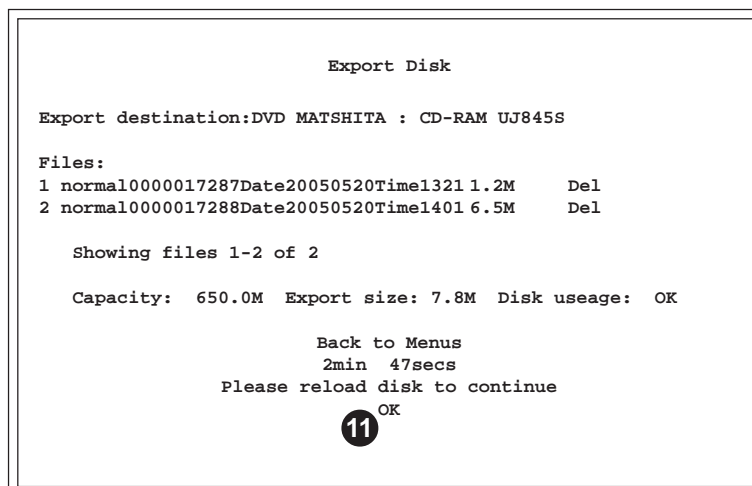 Export Disk
Export destination:DVD MATSHITA : CD-RAM UJ845S
Files:
1 normal0000017287Date20050520Time1321 1.2M Del
2 normal0000017288Date20050520Time1401 6.5M Del
Showing files 1-2 of 2
Capacity: 650.0M Export size: 7.8M Disk useage: OK
Back to Menus
2min 47secs
Please reload disk to continue
OK
11